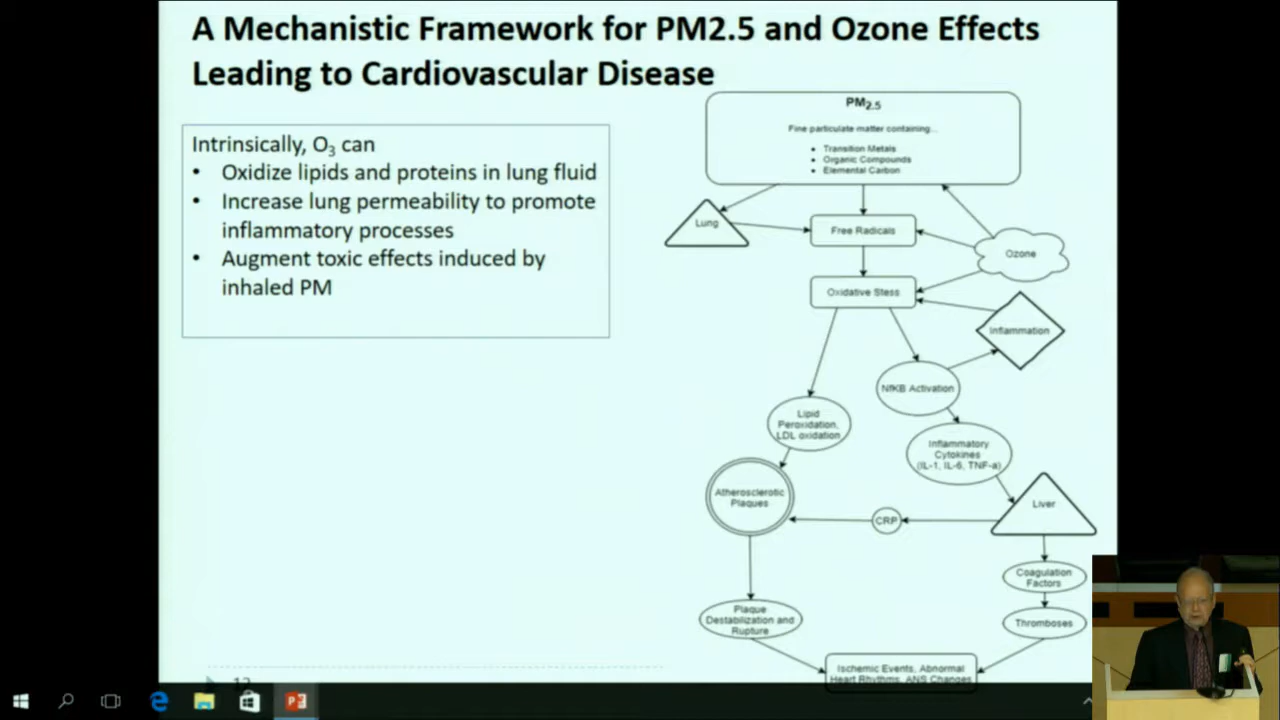 A Mechanistic Framework for PM2.5 and Ozone Effects
Leading to Cardiovascular Disease
Intrinsically, O3 can
• Oxidize lipids and proteins in lung fluid
• Increase lung permeability to promote
inflammatory processes
• Augment toxic effects induced by
inhaled PM
PM2.5
Fine particulate matter containing...
• Transition Metals
• Organic Compounds
• Elemental Carbon
Lung
Free Radicals
Ozone
Oxidative Stess
Inflammation
NfKB Activation
Lipid
Peroxidation,
LDL oxidation
Inflammatory
Cytokines
(IL-1, IL-6, TNF-a)
Atherosclerotic
Plaques
CRP
Liver
Coagulation
Factors
Plaque
Destabilization and
Rupture
Thromboses
Ischemic Events, Abnormal
Heart Rhythms, ANS Changes